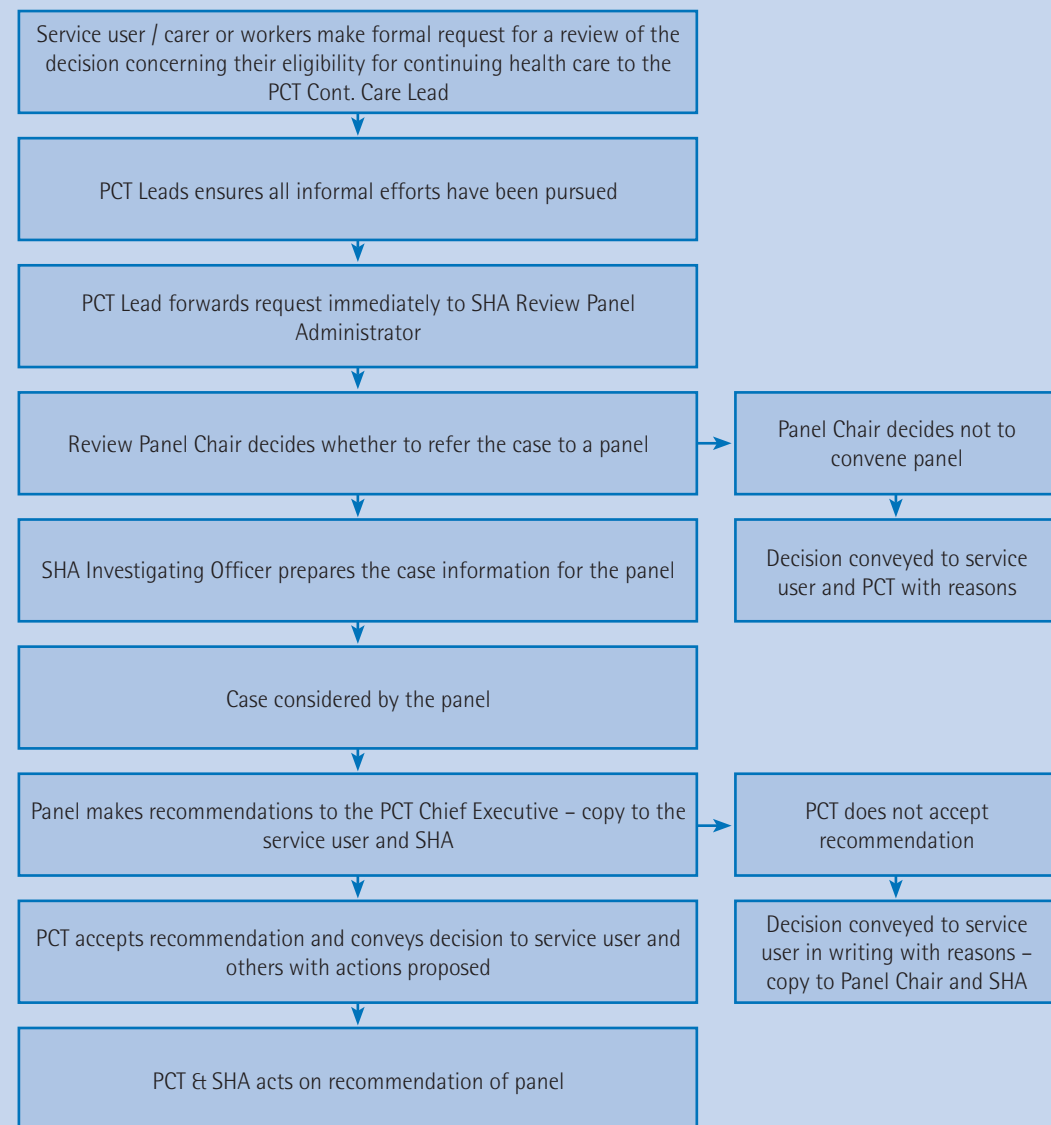 Service user / carer or workers make formal request for a review of the
decision concerning their eligibility for continuing health care to the
PCT Cont. Care Lead
PCT Leads ensures all informal efforts have been pursued
PCT Lead forwards request immediately to SHA Review Panel
Administrator
Review Panel Chair decides whether to refer the case to a panel
Panel Chair decides not to
convene panel
SHA Investigating Officer prepares the case information for the panel
Decision conveyed to service
user and PCT with reasons
Case considered by the panel
Panel makes recommendations to the PCT Chief Executive – copy to the
service user and SHA
PCT does not accept
recommendation
PCT accepts recommendation and conveys decision to service user and
others with actions proposed
Decision conveyed to service
user in writing with reasons –
copy to Panel Chair and SHA
PCT & SHA acts on recommendation of panel